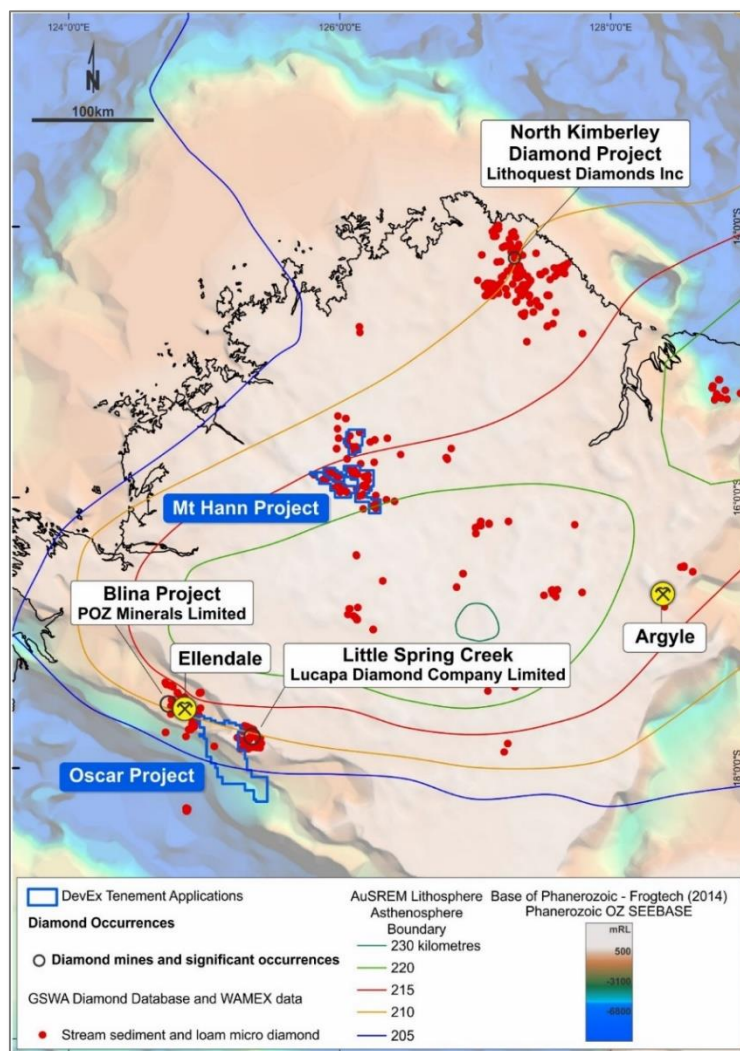 124°0'0"E
126°0'0"E
128°0'0"E
N
100km
North Kimberley
Diamond Project
Lithoquest Diamonds Inc
14°0'0"S
Mt Hann Project
16°0'0"S
Blina Project
POZ Minerals Limited
Ellendale
Little Spring Creek
Lucapa Diamond Company Limited
Argyle
Oscar Project
18°0'0"S
DevEx Tenement Applications
Diamond Occurrences
Diamond mines and significant occurrences
GSWA Diamond Database and WAMEX data
Stream sediment and loam micro diamond
AuSREM Lithosphere
Asthenosphere
Boundary
230 kilometres
220
215
210
205
Base of Phanerozoic - Frogtech (2014)
Phanerozoic OZ SEEBASE
mRL
500
-3100
-6800